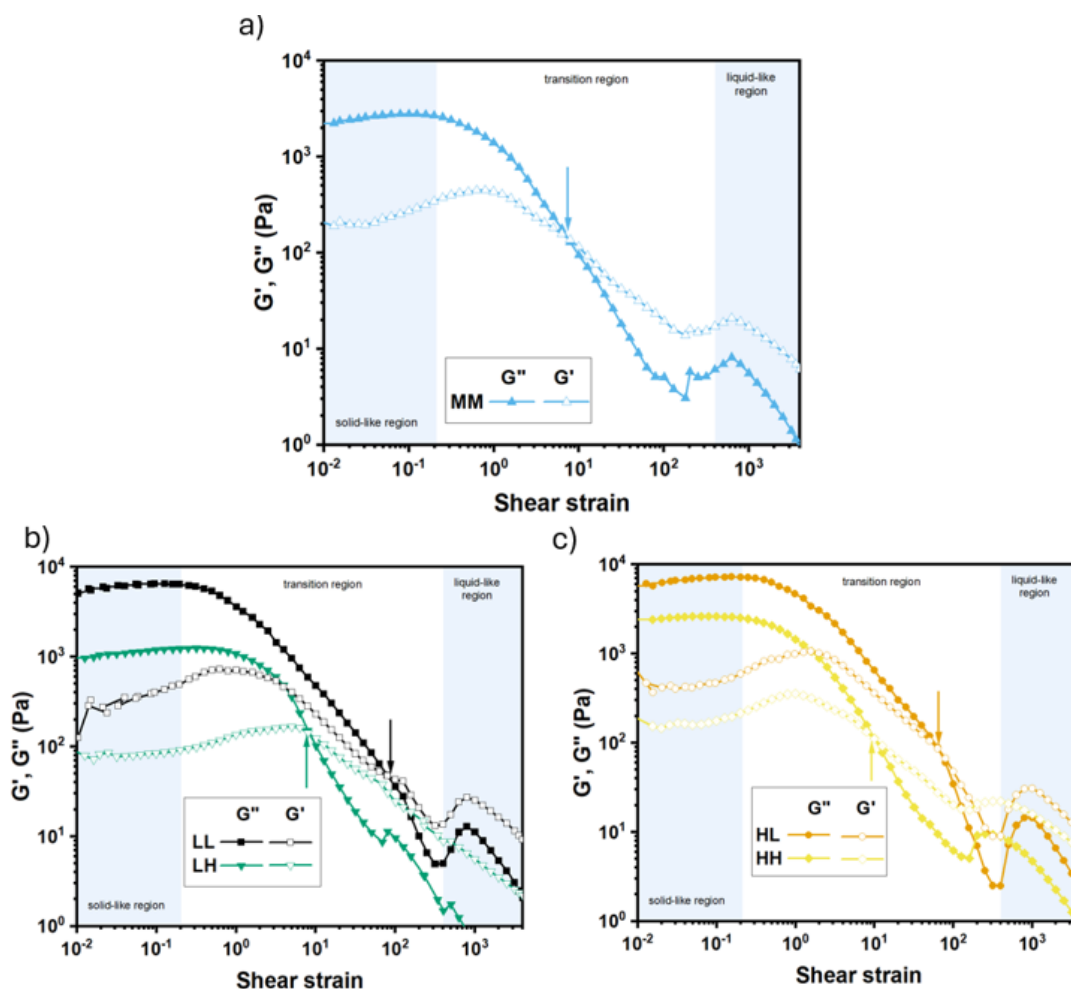 a)
transition region
liquid-like
region
10⁴
10³
10²
10¹
10⁰
G', G" (Pa)
G" G'
MM
solid-like region
10⁻² 10⁻¹ 10⁰ 10¹ 10² 10³
Shear strain
b)
transition region
liquid-like
region
10⁴
10³
10²
10¹
10⁰
G', G" (Pa)
G" G'
LL
LH
solid-like region
10⁻² 10⁻¹ 10⁰ 10¹ 10² 10³
Shear strain
c)
transition region
liquid-like
region
10⁴
10³
10²
10¹
10⁰
G', G" (Pa)
G" G'
HL
HH
solid-like region
10⁻² 10⁻¹ 10⁰ 10¹ 10² 10³
Shear strain